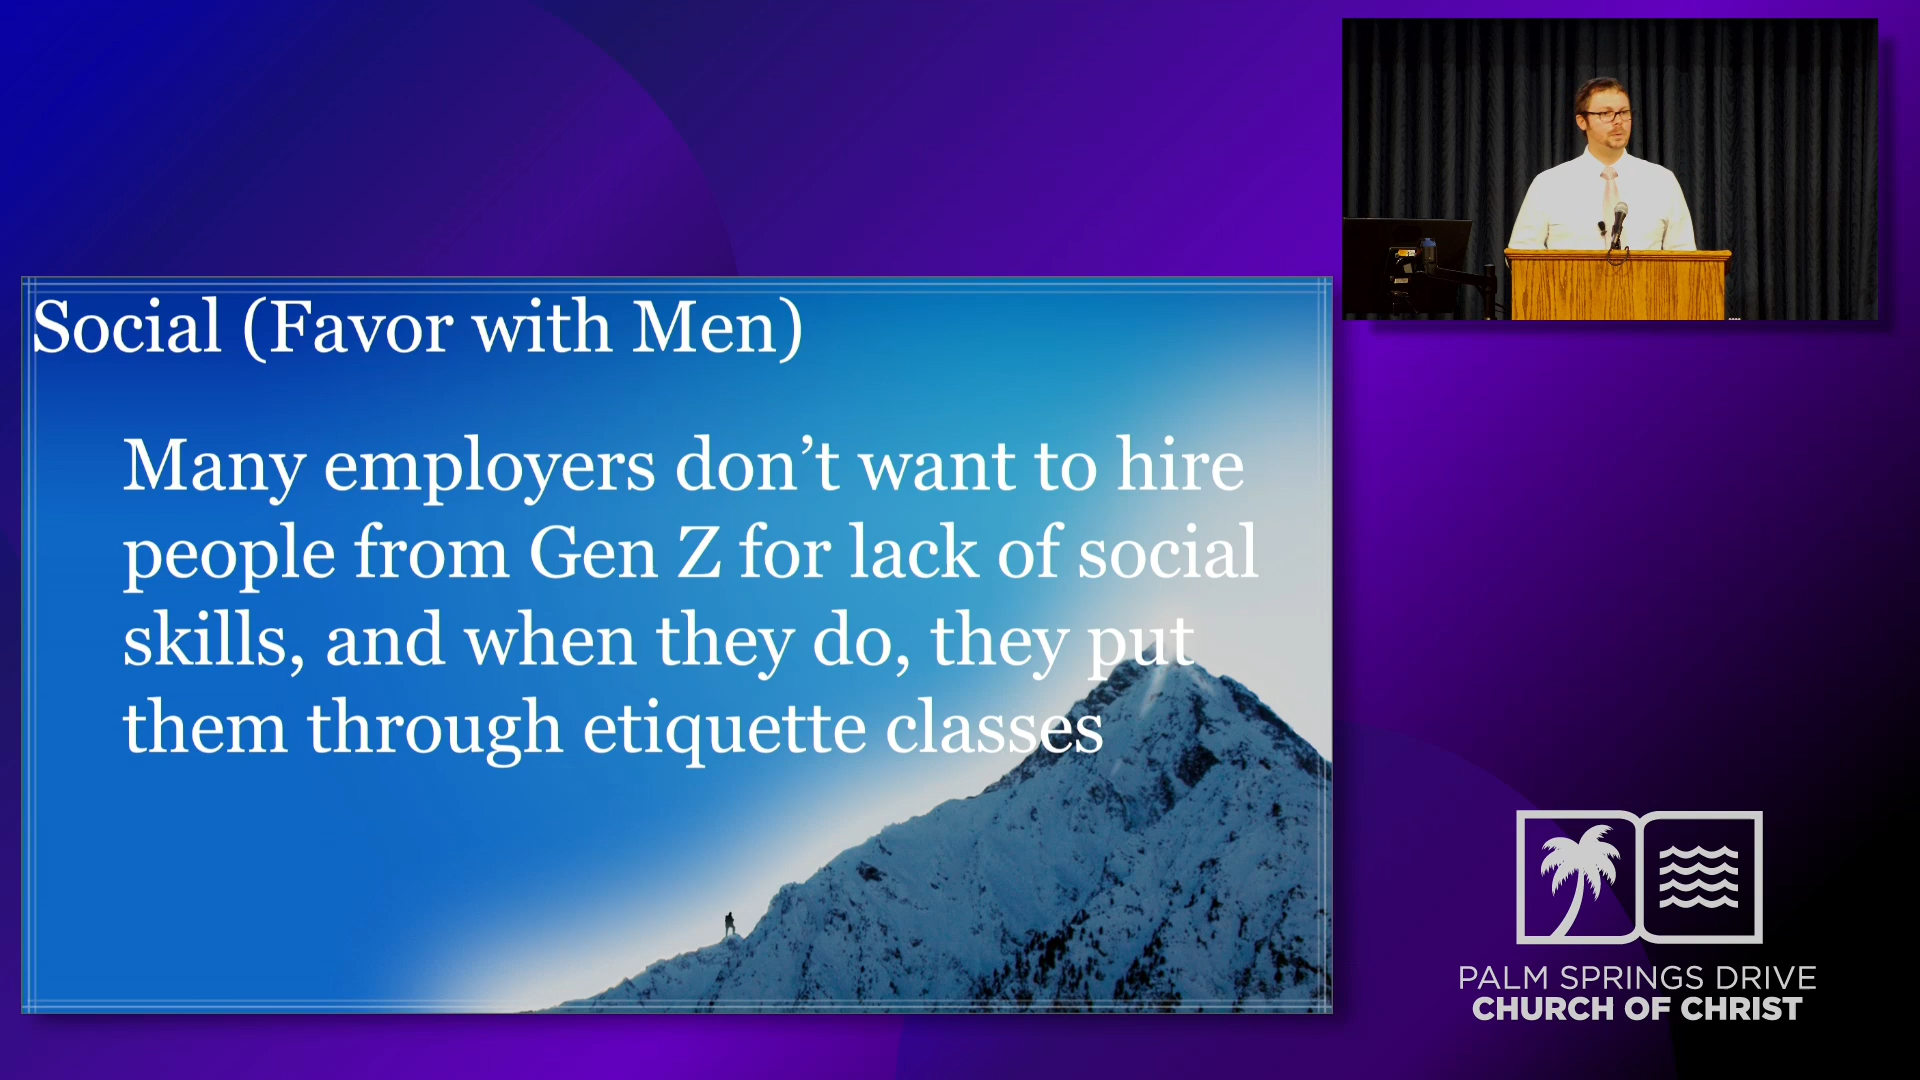 Social (Favor with Men)
Many employers don’t want to hire
people from Gen Z for lack of social
skills, and when they do, they put
them through etiquette classes
PALM SPRINGS DRIVE
CHURCH OF CHRIST